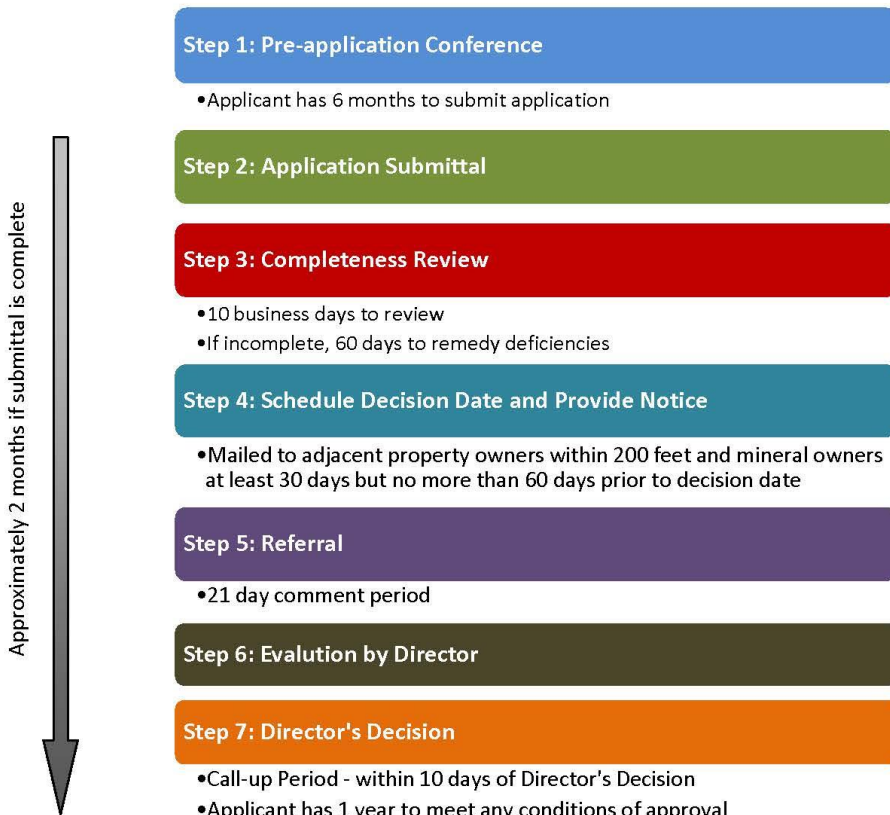 Step 1: Pre-application Conference
•Applicant has 6 months to submit application
Approximately 2 months if submittal is complete
Step 2: Application Submittal
Step 3: Completeness Review
•10 business days to review
•If incomplete, 60 days to remedy deficiencies
Step 4: Schedule Decision Date and Provide Notice
•Mailed to adjacent property owners within 200 feet and mineral owners
at least 30 days but no more than 60 days prior to decision date
Step 5: Referral
•21 day comment period
Step 6: Evalution by Director
Step 7: Director's Decision
•Call-up Period - within 10 days of Director's Decision
•Applicant has 1 year to meet any conditions of approval